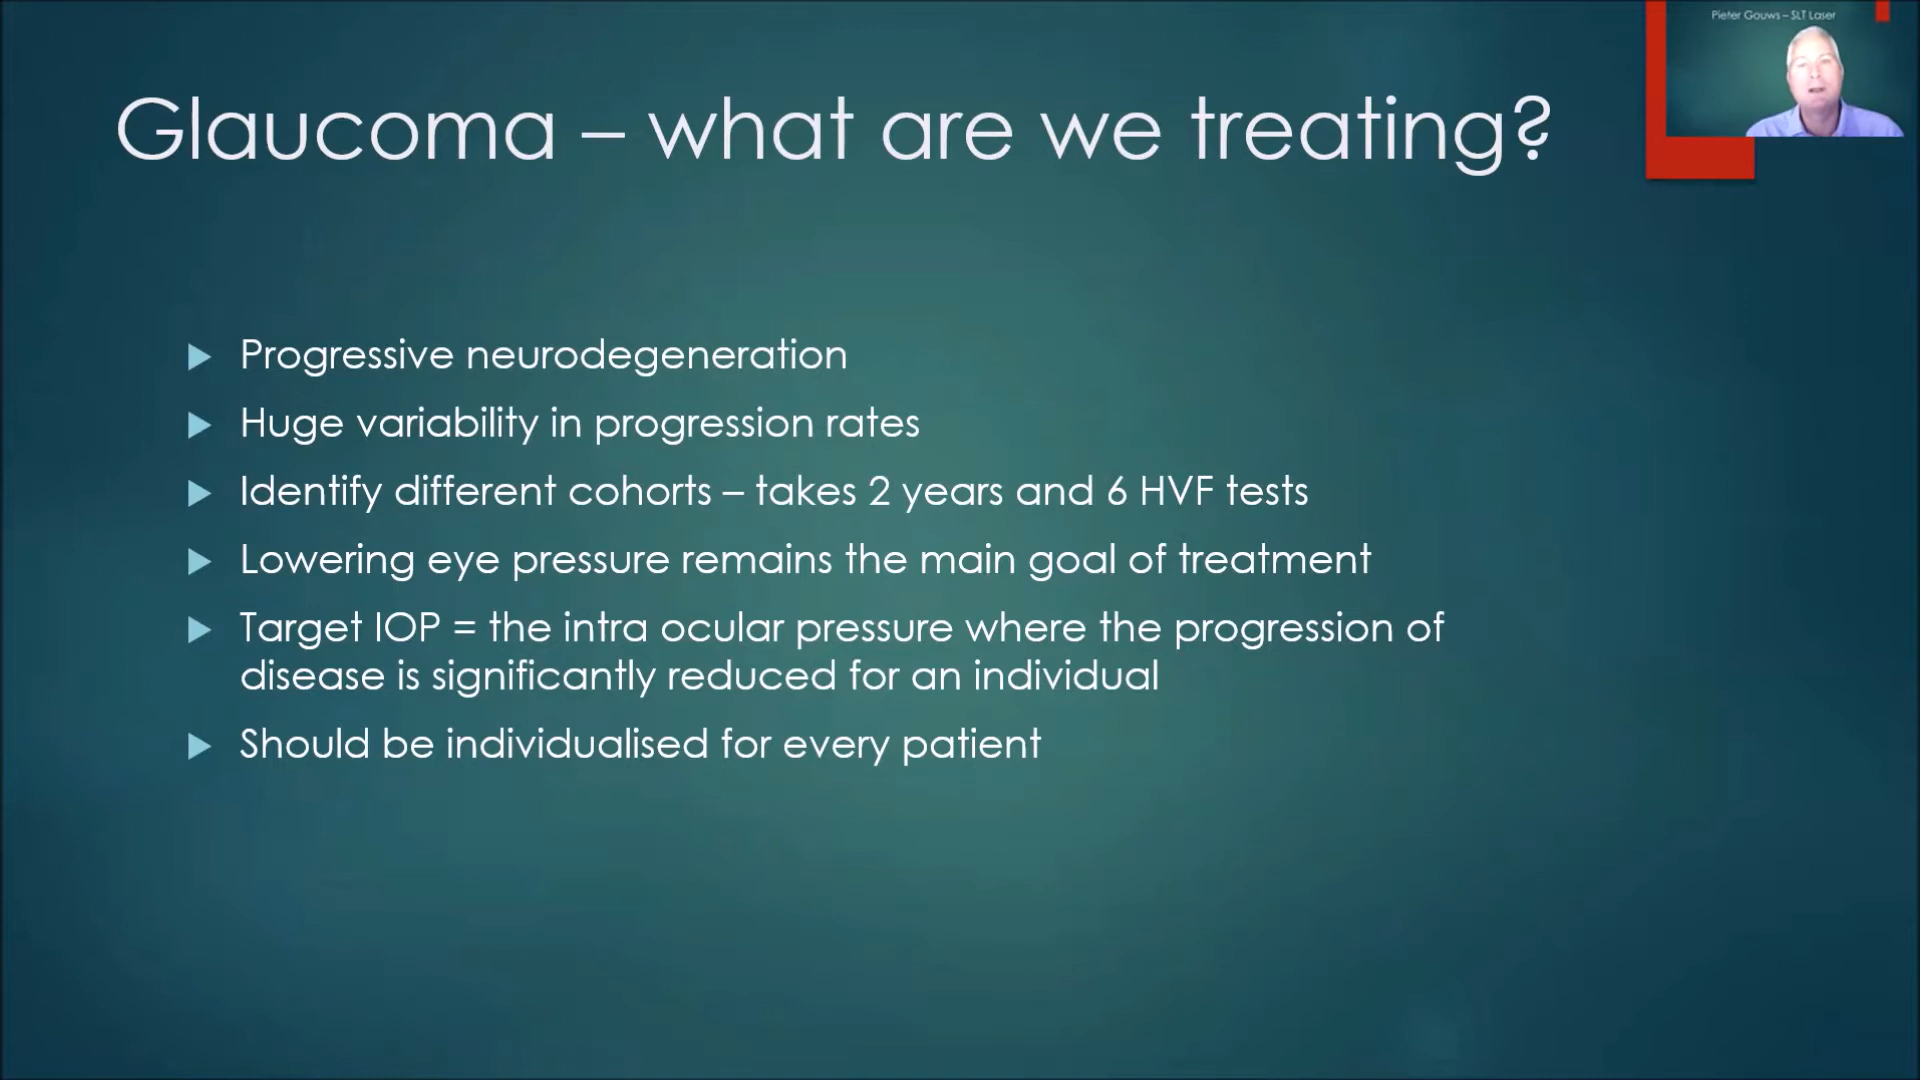 Pieter Gouws – SLT Laser
Glaucoma – what are we treating?
Progressive neurodegeneration
Huge variability in progression rates
Identify different cohorts – takes 2 years and 6 HVF tests
Lowering eye pressure remains the main goal of treatment
Target IOP = the intra ocular pressure where the progression of
disease is significantly reduced for an individual
Should be individualised for every patient